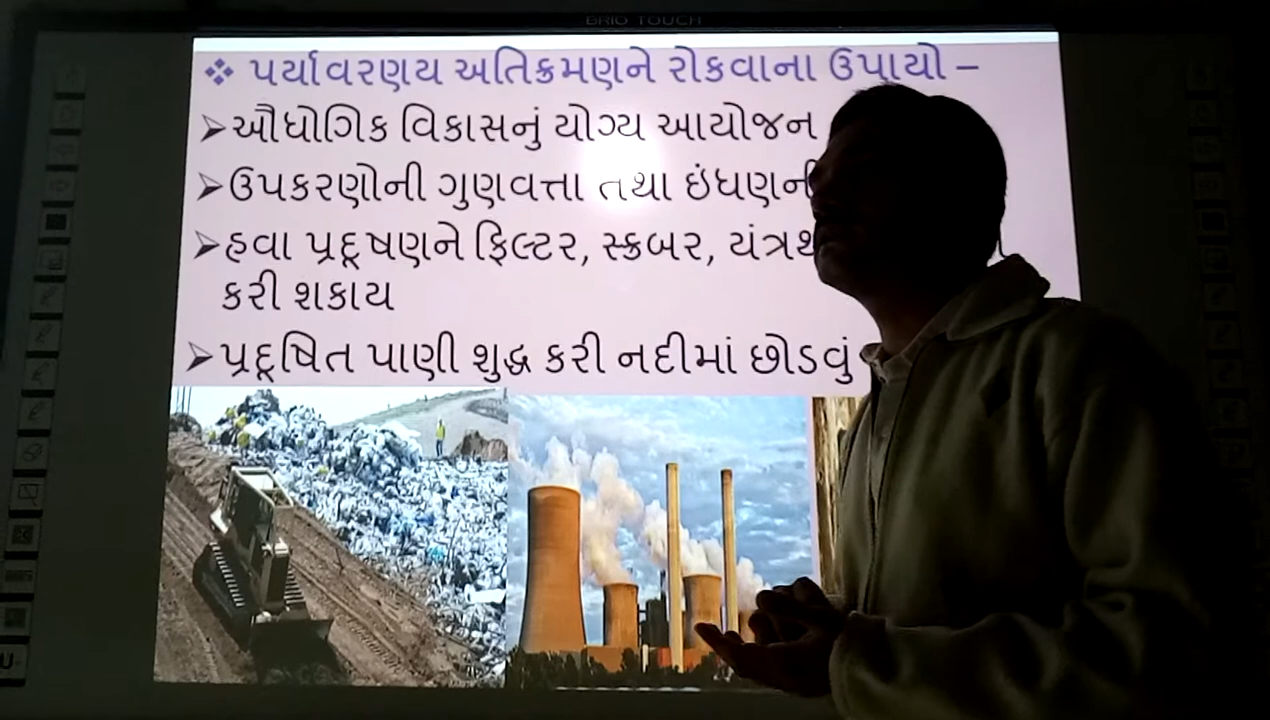 BRIO TOUCH
❖ પર્યાવરણય અતિક્રમણને રોકવાના ઉપાયો –
➢ ઔધોગિક વિકાસનું યોગ્ય આયોજન
➢ ઉપકરણોની ગુણવત્તા તથા ઇંધણની
➢ હવા પ્રદૂષણને ફિલ્ટર, સ્ક્રબર,
કરી શકાય
➢ પ્રદૂષિત પાણી શુદ્ધ કરી નદીમાં છોડવું